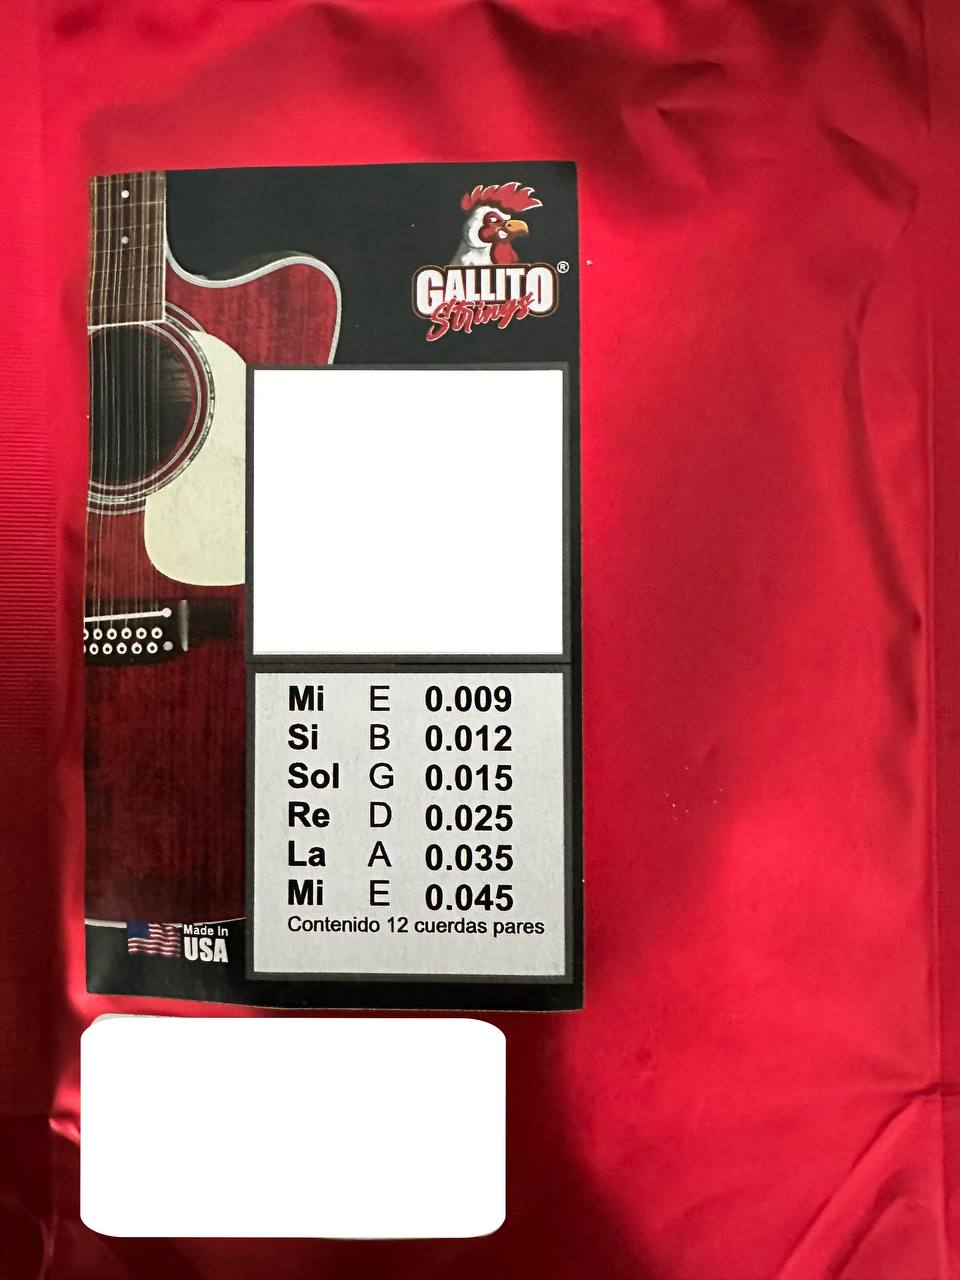 GALLITO®
Strings
Mi E 0.009
Si B 0.012
Sol G 0.015
Re D 0.025
La A 0.035
Mi E 0.045
Contenido 12 cuerdas pares
Made In
USA